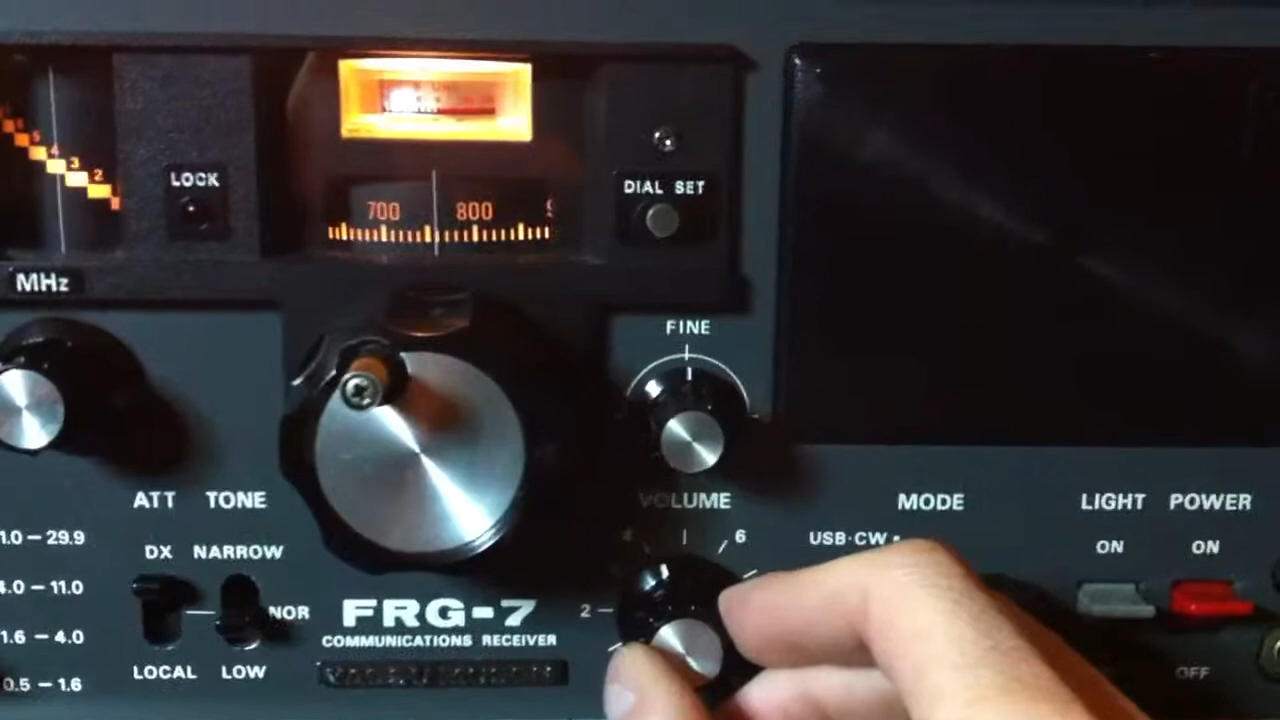 5
4
3
2
LOCK
700 800
DIAL SET
MHz
FINE
ATT TONE
VOLUME
MODE
LIGHT POWER
1.0 – 29.9
DX NARROW
4 6
USB·CW
ON ON
4.0 – 11.0
NOR
FRG-7
2
1.6 – 4.0
COMMUNICATIONS RECEIVER
LOCAL LOW
OFF
0.5 – 1.6